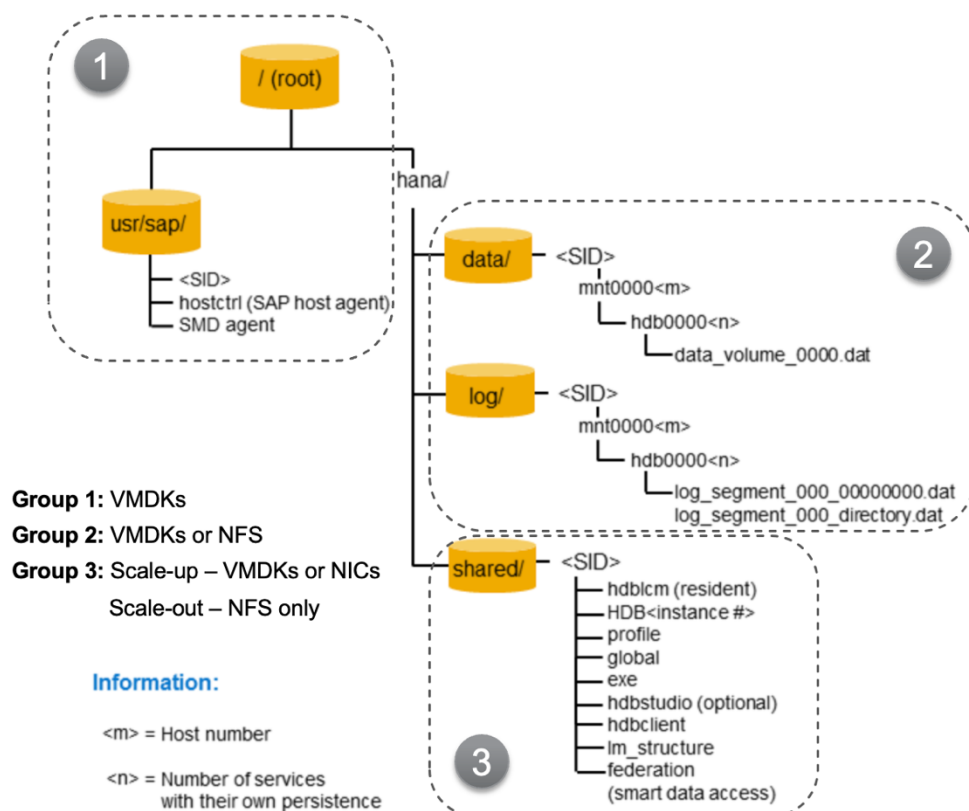 1
/ (root)
hana/
usr/sap/
<SID>
hostctrl (SAP host agent)
SMD agent
2
data/
<SID>
mnt0000<m>
hdb0000<n>
data_volume_0000.dat
log/
<SID>
mnt0000<m>
hdb0000<n>
log_segment_000_00000000.dat
log_segment_000_directory.dat
Group 1: VMDKs
Group 2: VMDKs or NFS
Group 3: Scale-up – VMDKs or NICs
Scale-out – NFS only
shared/
<SID>
hdblcm (resident)
HDB<instance #>
profile
global
exe
hdbstudio (optional)
hdbclient
lm_structure
federation
(smart data access)
3
Information:
<m> = Host number
<n> = Number of services
with their own persistence